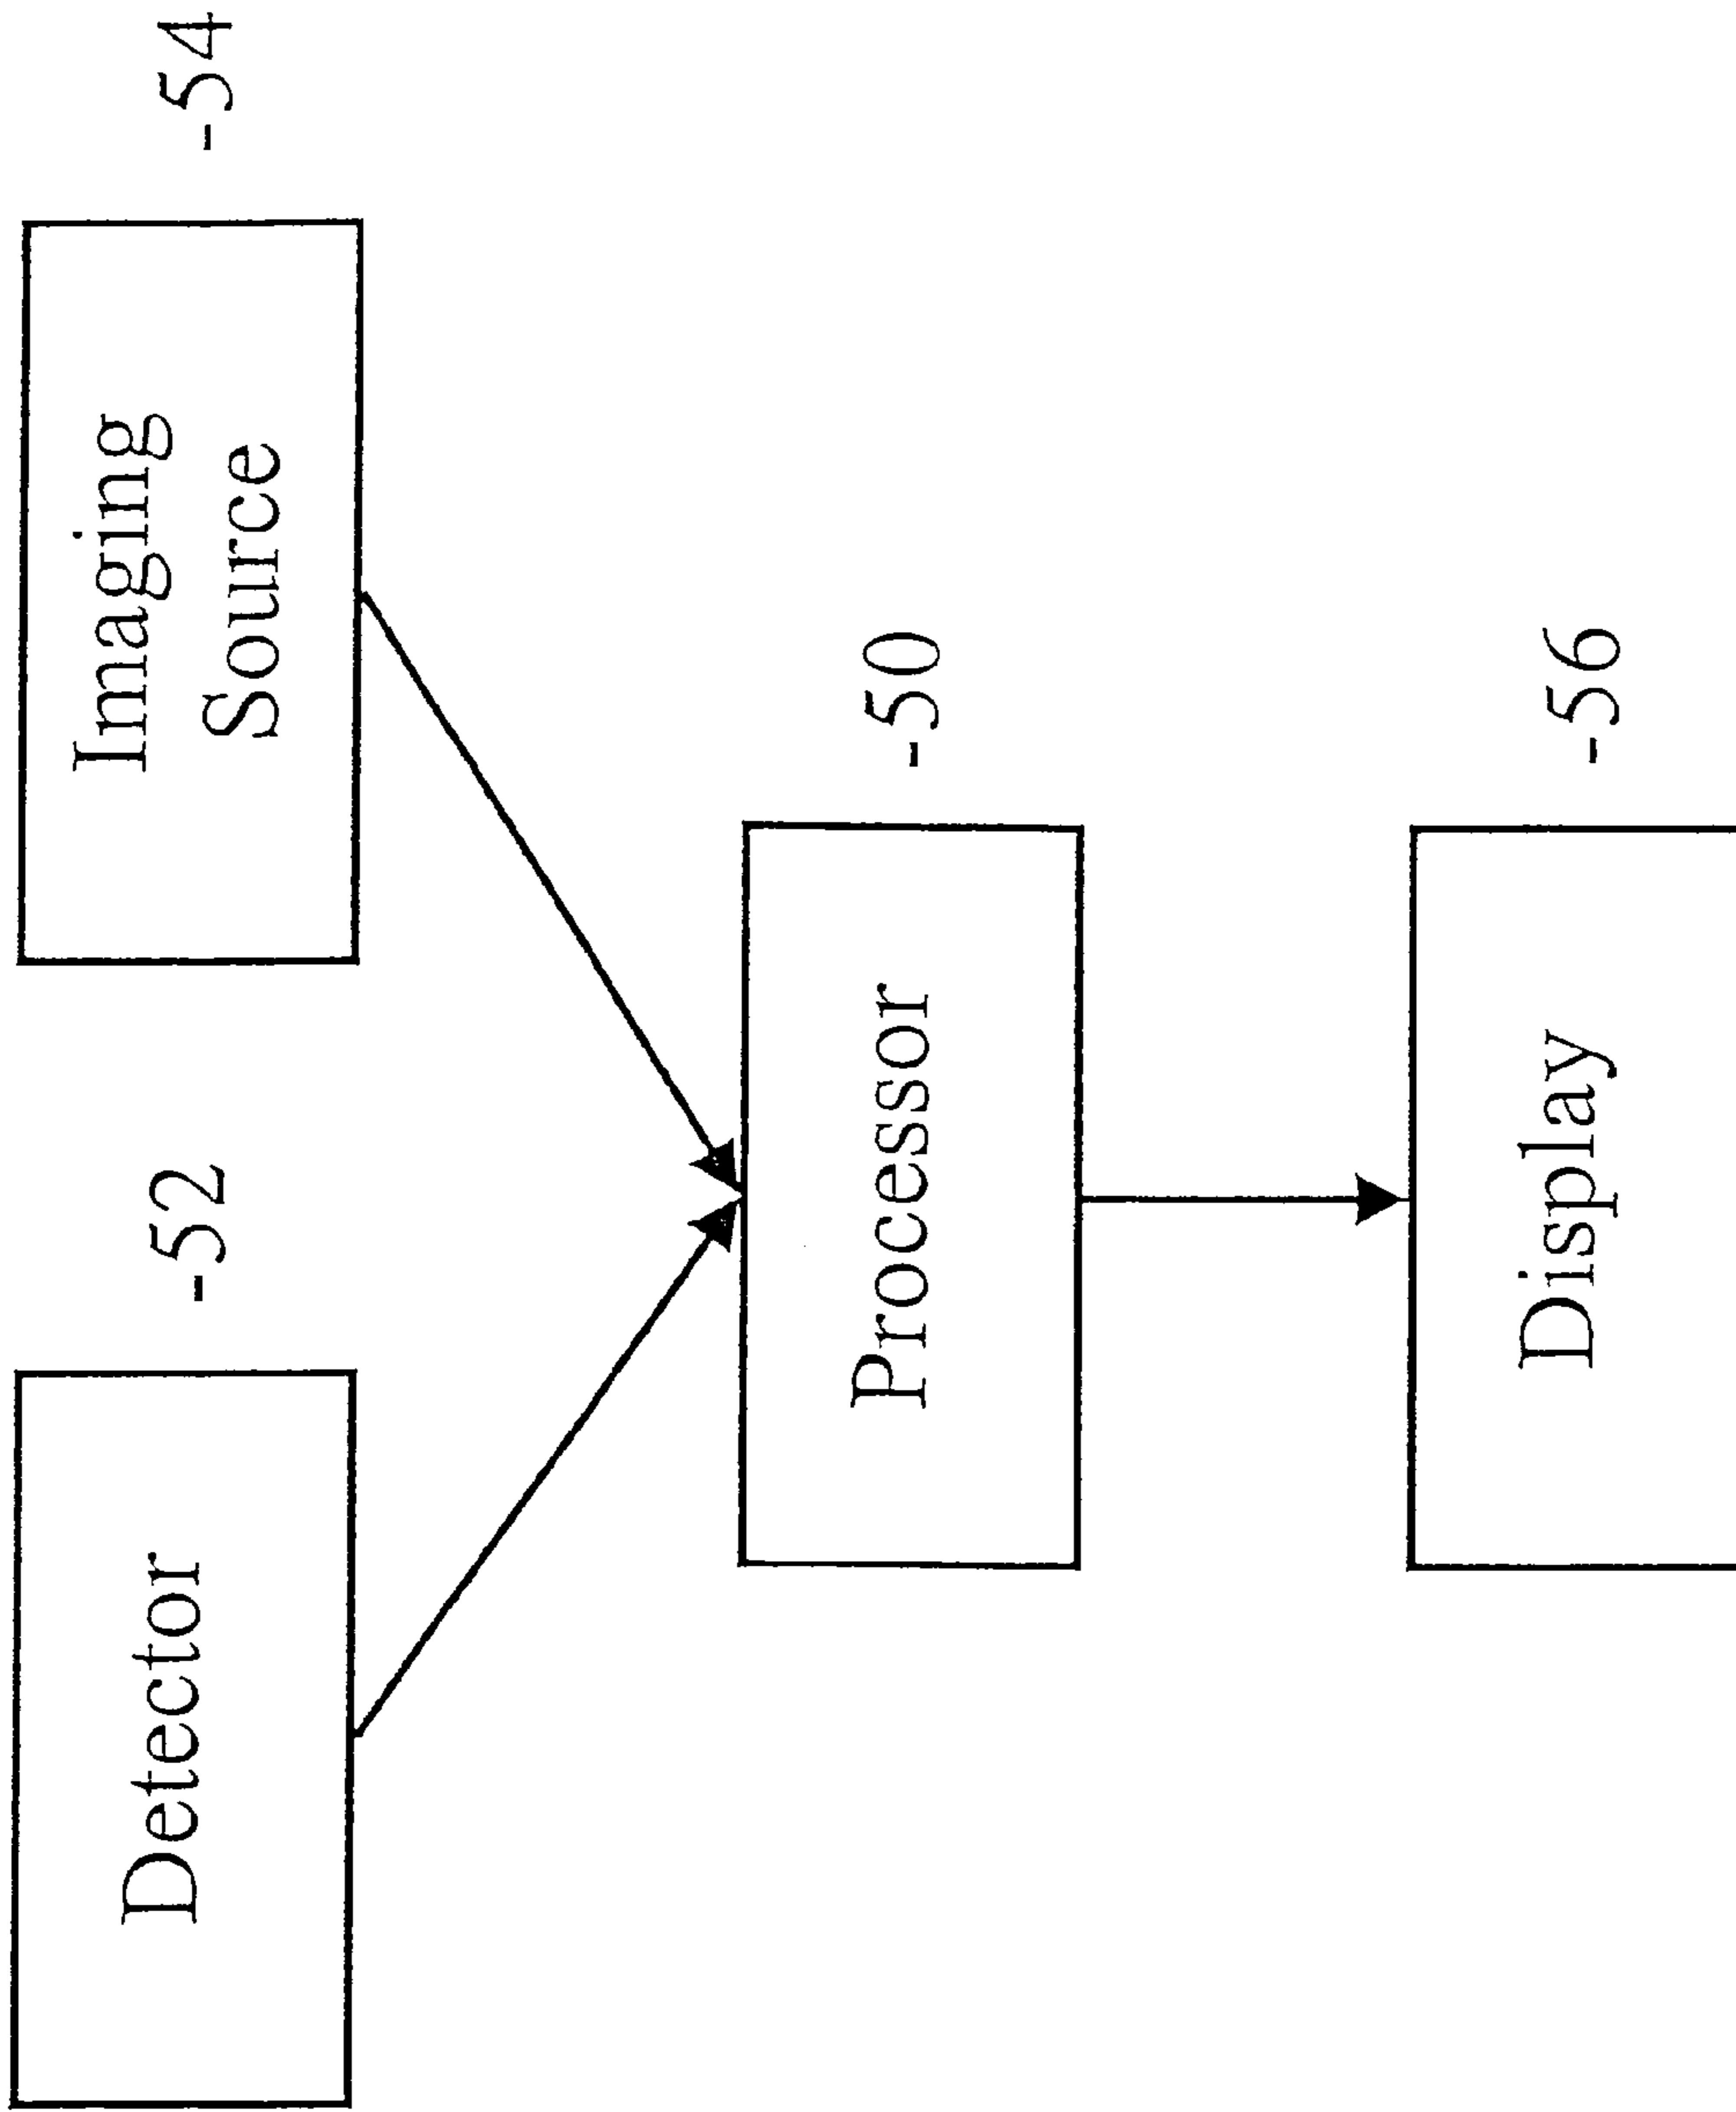 Detector
-52
Imaging
Source
-54
Processor
-50
Display
-56